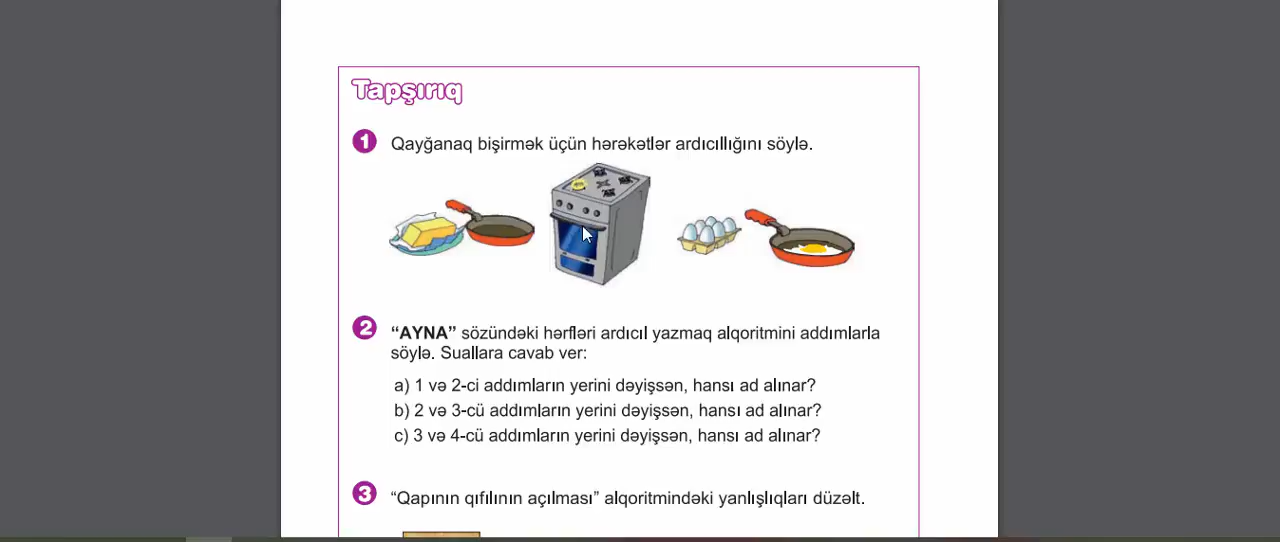 Tapşırıq
1 Qayğanaq bişirmək üçün hərəkətlər ardıcıllığını söylə.
2 “AYNA” sözündəki hərfləri ardıcıl yazmaq alqoritmini addımlarla
söylə. Suallara cavab ver:
a) 1 və 2-ci addımların yerini dəyişsən, hansı ad alınar?
b) 2 və 3-cü addımların yerini dəyişsən, hansı ad alınar?
c) 3 və 4-cü addımların yerini dəyişsən, hansı ad alınar?
3 “Qapının qıfılının açılması” alqoritmindəki yanlışlıqları düzəlt.